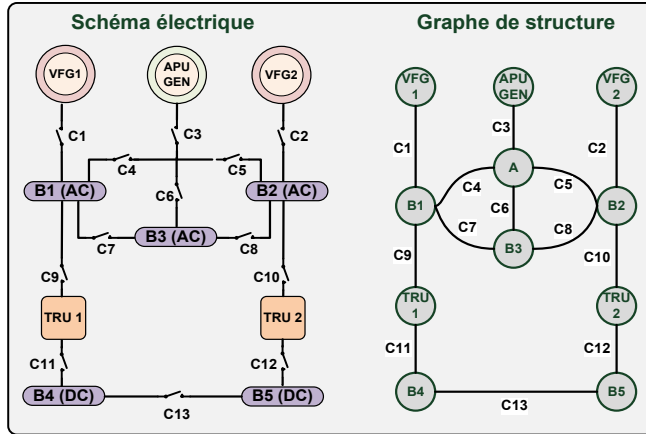 Schéma électrique
VFG1
APU
GEN
VFG2
C1
C3
C2
C4
C5
B1 (AC)
C6
B2 (AC)
B3 (AC)
C7
C8
C9
C10
TRU 1
TRU 2
C11
C12
B4 (DC)
B5 (DC)
C13
Graphe de structure
VFG
1
APU
GEN
VFG
2
C3
C1
C2
A
C4
C5
C6
B1
B2
C7
C8
B3
C9
C10
TRU
1
TRU
2
C11
C12
B4
B5
C13